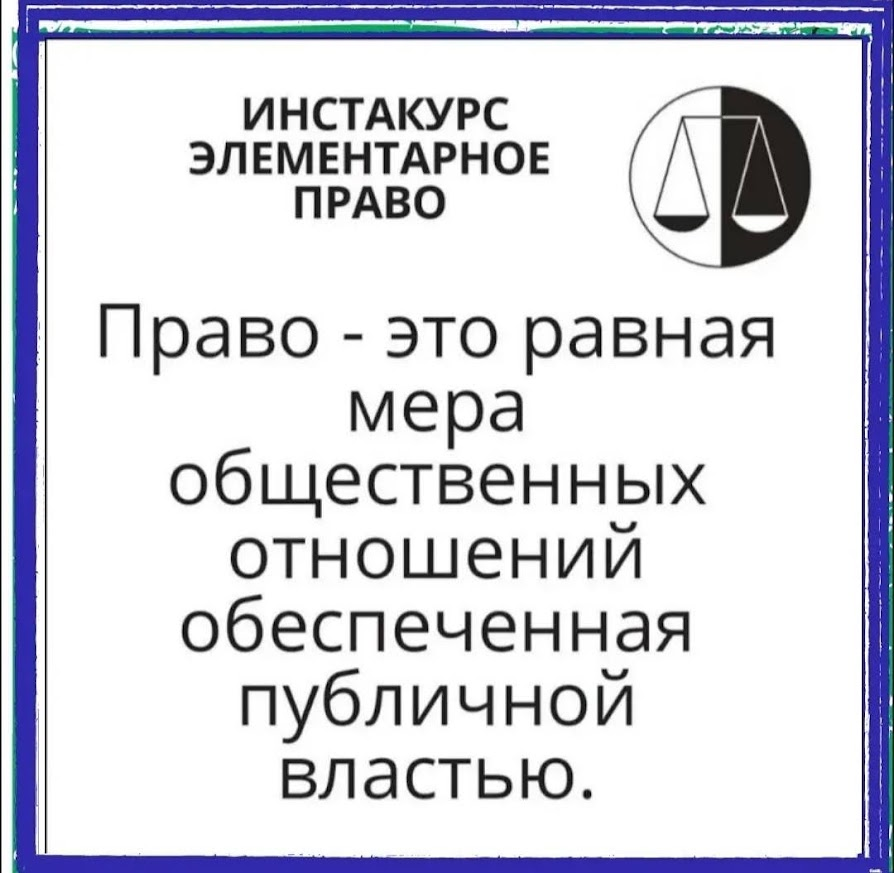 ИНСТАКУРС
ЭЛЕМЕНТАРНОЕ
ПРАВО
Право - это равная
мера
общественных
отношений
обеспеченная
публичной
властью.